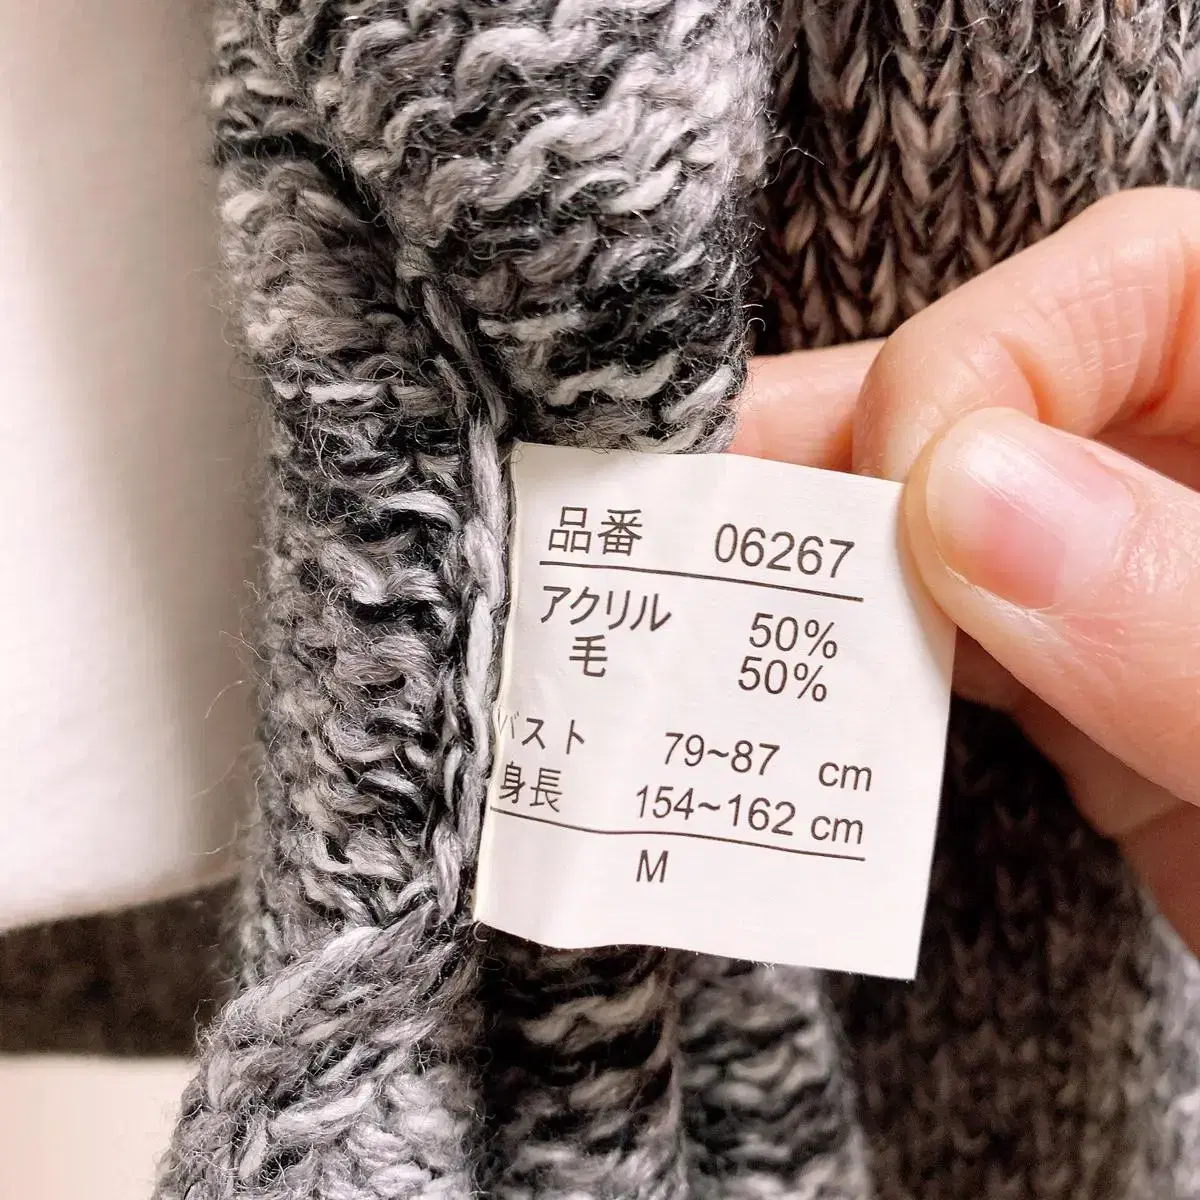 品番 06267
アクリル 50%
毛 50%
バスト 79~87 cm
身長 154~162 cm
M